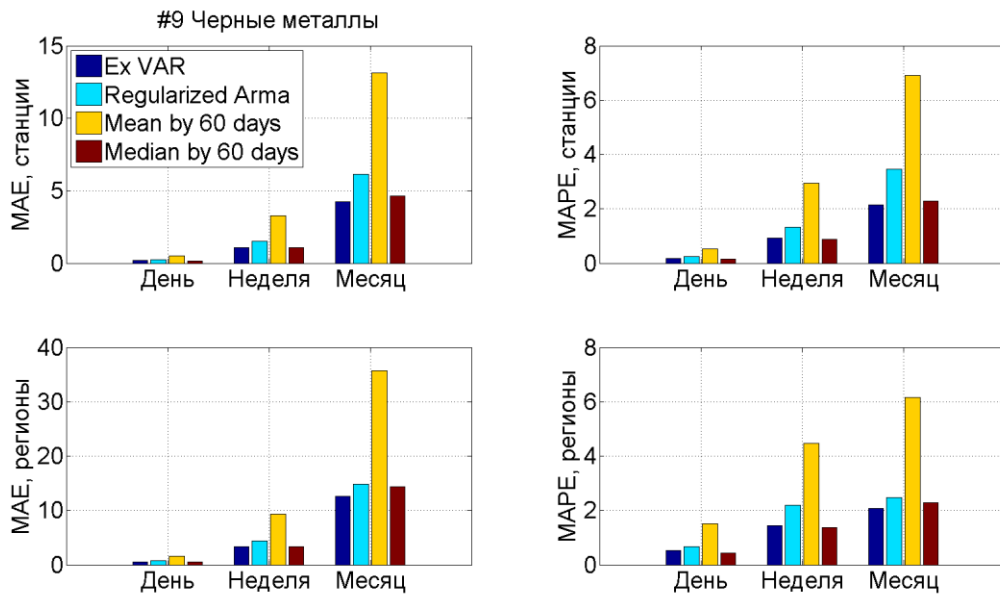 #9 Черные металлы
15
10
5
0
MAE, станции
Ex VAR
Regularized Arma
Mean by 60 days
Median by 60 days
День Неделя Месяц
8
6
4
2
0
MAPE, станции
День Неделя Месяц
40
30
20
10
0
MAE, регионы
День Неделя Месяц
8
6
4
2
0
MAPE, регионы
День Неделя Месяц